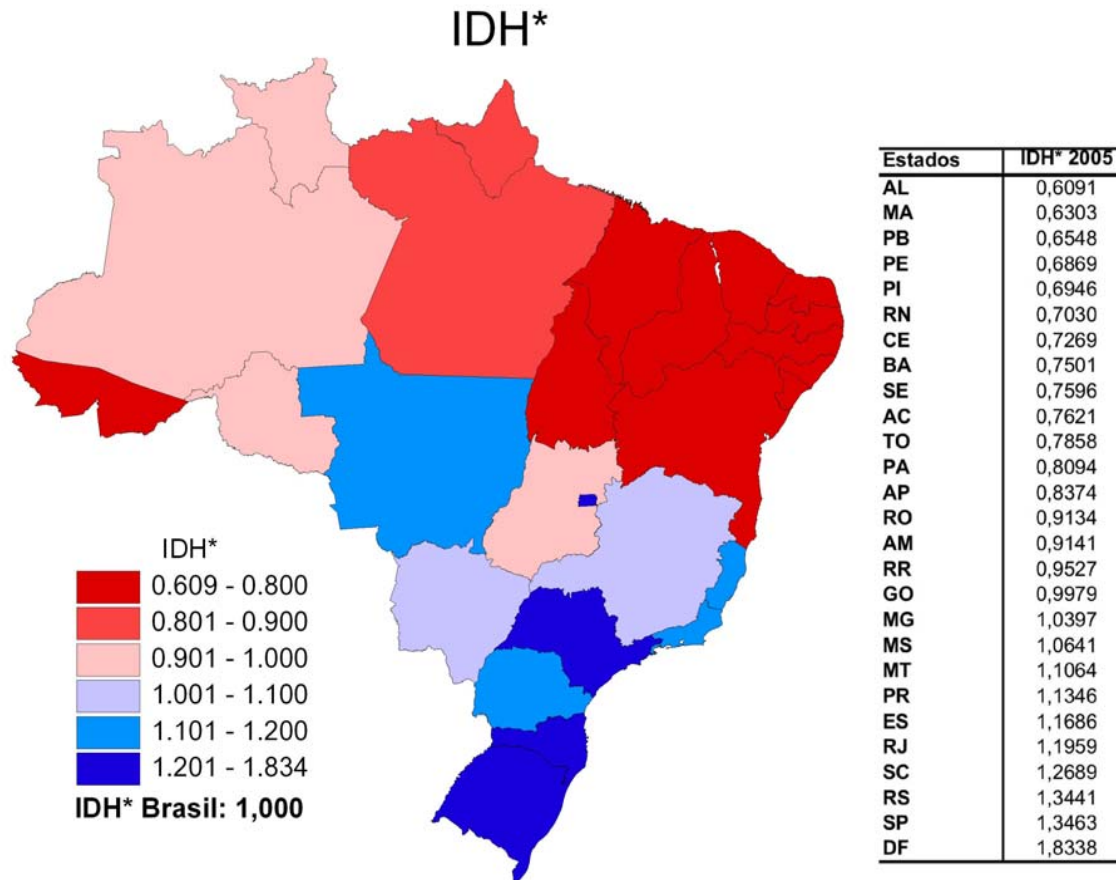 IDH*
Estados IDH* 2005
AL 0,6091
MA 0,6303
PB 0,6548
PE 0,6869
PI 0,6946
RN 0,7030
CE 0,7269
BA 0,7501
SE 0,7596
AC 0,7621
TO 0,7858
PA 0,8094
AP 0,8374
RO 0,9134
AM 0,9141
RR 0,9527
GO 0,9979
MG 1,0397
MS 1,0641
MT 1,1064
PR 1,1346
ES 1,1686
RJ 1,1959
SC 1,2689
RS 1,3441
SP 1,3463
DF 1,8338
IDH*
0.609 - 0.800
0.801 - 0.900
0.901 - 1.000
1.001 - 1.100
1.101 - 1.200
1.201 - 1.834
IDH* Brasil: 1,000